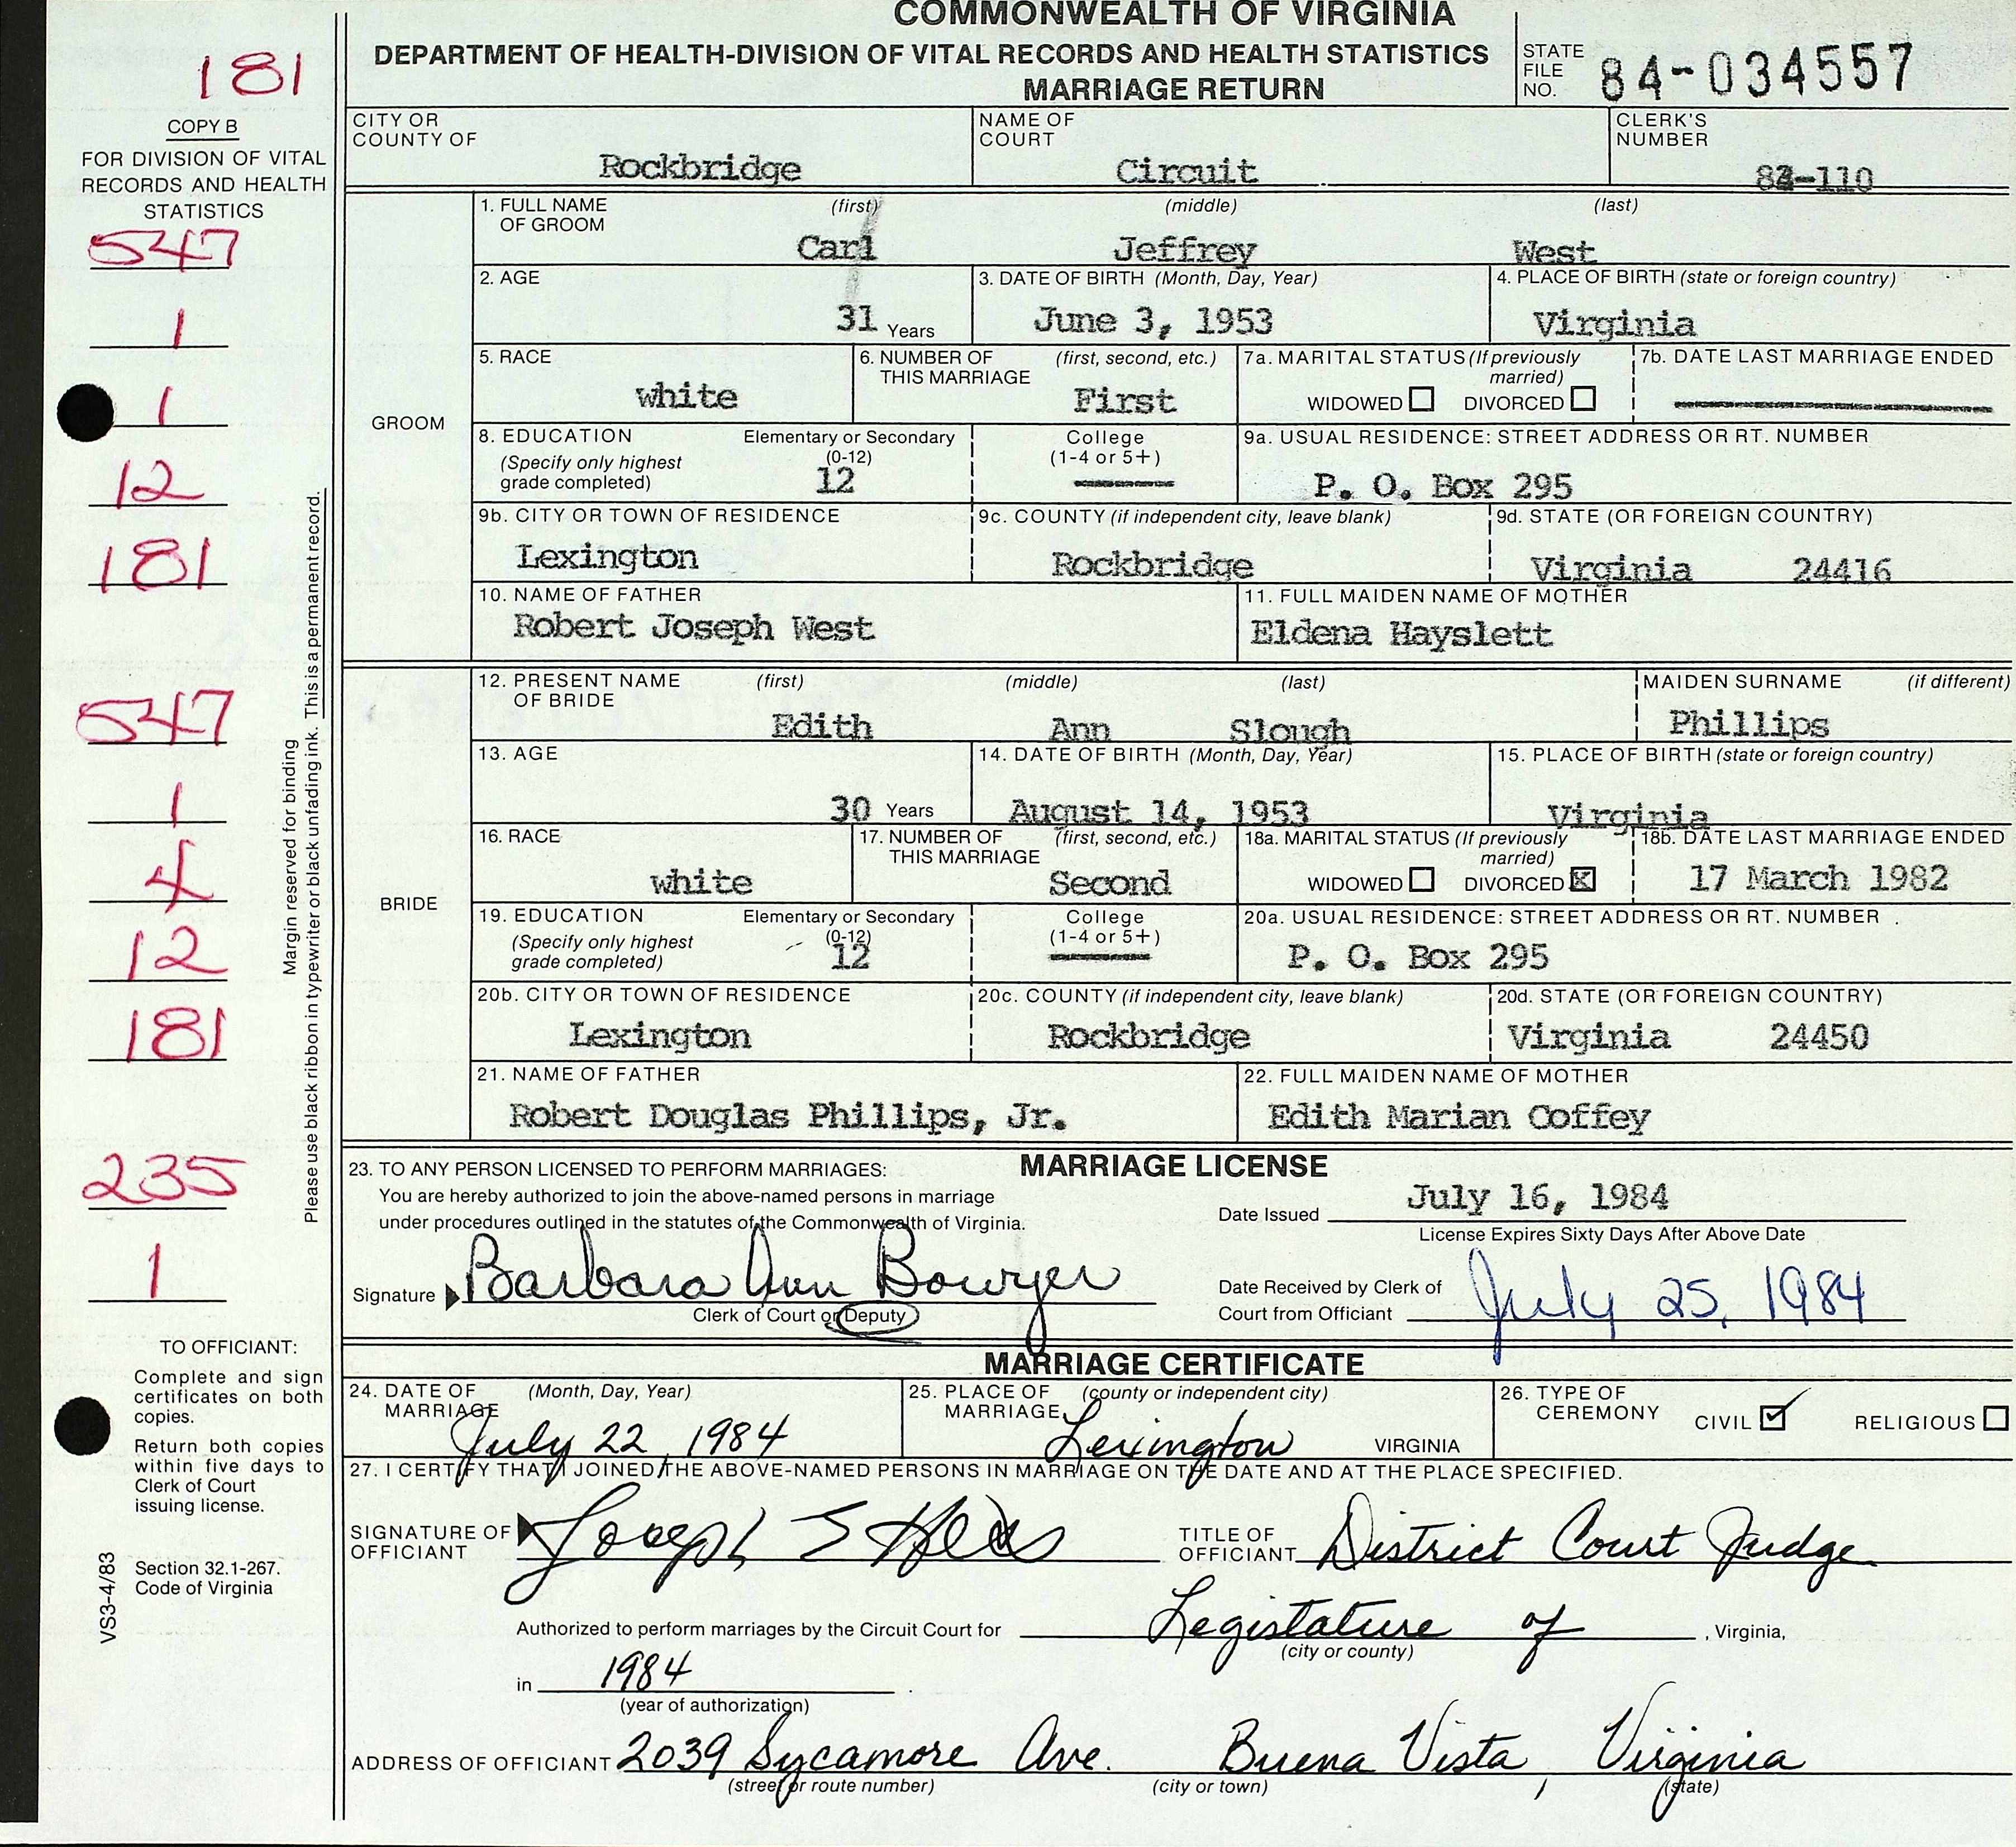 COMMONWEALTH OF VIRGINIA
DEPARTMENT OF HEALTH-DIVISION OF VITAL RECORDS AND HEALTH STATISTICS
MARRIAGE RETURN
STATE FILE NO. 84-034557
181
COPY B
FOR DIVISION OF VITAL
RECORDS AND HEALTH
STATISTICS
547
1
1
12
181
547
1
4
12
181
235
1
Margin reserved for binding
Please use black ribbon in typewriter or black unfading ink. This is a permanent record.
TO OFFICIANT:
Complete and sign
certificates on both
copies.
Return both copies
within five days to
Clerk of Court
issuing license.
Section 32.1-267.
Code of Virginia
VS3-4/83
CITY OR COUNTY OF Rockbridge
NAME OF COURT Circuit
CLERK'S NUMBER -110
GROOM
1. FULL NAME OF GROOM (first) (middle) (last)
Carl Jeffrey West
2. AGE 31 Years
3. DATE OF BIRTH (Month, Day, Year) June 3, 1953
4. PLACE OF BIRTH (state or foreign country) Virginia
5. RACE white
6. NUMBER OF THIS MARRIAGE (first, second, etc.) First
7a. MARITAL STATUS (If previously married) WIDOWED DIVORCED
7b. DATE LAST MARRIAGE ENDED
8. EDUCATION (Specify only highest grade completed) Elementary or Secondary (0-12) 12
College (1-4 or 5+)
9a. USUAL RESIDENCE: STREET ADDRESS OR RT. NUMBER P. O. Box 295
9b. CITY OR TOWN OF RESIDENCE Lexington
9c. COUNTY (if independent city, leave blank) Rockbridge
9d. STATE (OR FOREIGN COUNTRY) Virginia 24416
10. NAME OF FATHER Robert Joseph West
11. FULL MAIDEN NAME OF MOTHER Eldena Hayslett
BRIDE
12. PRESENT NAME OF BRIDE (first) (middle) (last)
Edith Ann Slough
MAIDEN SURNAME (if different) Phillips
13. AGE 30 Years
14. DATE OF BIRTH (Month, Day, Year) August 14, 1953
15. PLACE OF BIRTH (state or foreign country) Virginia
16. RACE white
17. NUMBER OF THIS MARRIAGE (first, second, etc.) Second
18a. MARITAL STATUS (If previously married) WIDOWED DIVORCED X
18b. DATE LAST MARRIAGE ENDED 17 March 1982
19. EDUCATION (Specify only highest grade completed) Elementary or Secondary (0-12) 12
College (1-4 or 5+)
20a. USUAL RESIDENCE: STREET ADDRESS OR RT. NUMBER P. O. Box 295
20b. CITY OR TOWN OF RESIDENCE Lexington
20c. COUNTY (if independent city, leave blank) Rockbridge
20d. STATE (OR FOREIGN COUNTRY) Virginia 24450
21. NAME OF FATHER Robert Douglas Phillips, Jr.
22. FULL MAIDEN NAME OF MOTHER Edith Marian Coffey
MARRIAGE LICENSE
23. TO ANY PERSON LICENSED TO PERFORM MARRIAGES:
You are hereby authorized to join the above-named persons in marriage
under procedures outlined in the statutes of the Commonwealth of Virginia.
Date Issued July 16, 1984
License Expires Sixty Days After Above Date
Signature Barbara Ann Bowyer
Clerk of Court or Deputy
Date Received by Clerk of Court from Officiant July 25, 1984
MARRIAGE CERTIFICATE
24. DATE OF MARRIAGE (Month, Day, Year) July 22, 1984
25. PLACE OF MARRIAGE (county or independent city) Lexington VIRGINIA
26. TYPE OF CEREMONY CIVIL ✓ RELIGIOUS
27. I CERTIFY THAT I JOINED THE ABOVE-NAMED PERSONS IN MARRIAGE ON THE DATE AND AT THE PLACE SPECIFIED.
SIGNATURE OF OFFICIANT Joseph E Hess
TITLE OF OFFICIANT District Court Judge
Authorized to perform marriages by the Circuit Court for Legistature of , Virginia,
(city or county)
in 1984 .
(year of authorization)
ADDRESS OF OFFICIANT 2039 Sycamore Ave. Buena Vista, Virginia
(street or route number) (city or town) (state)